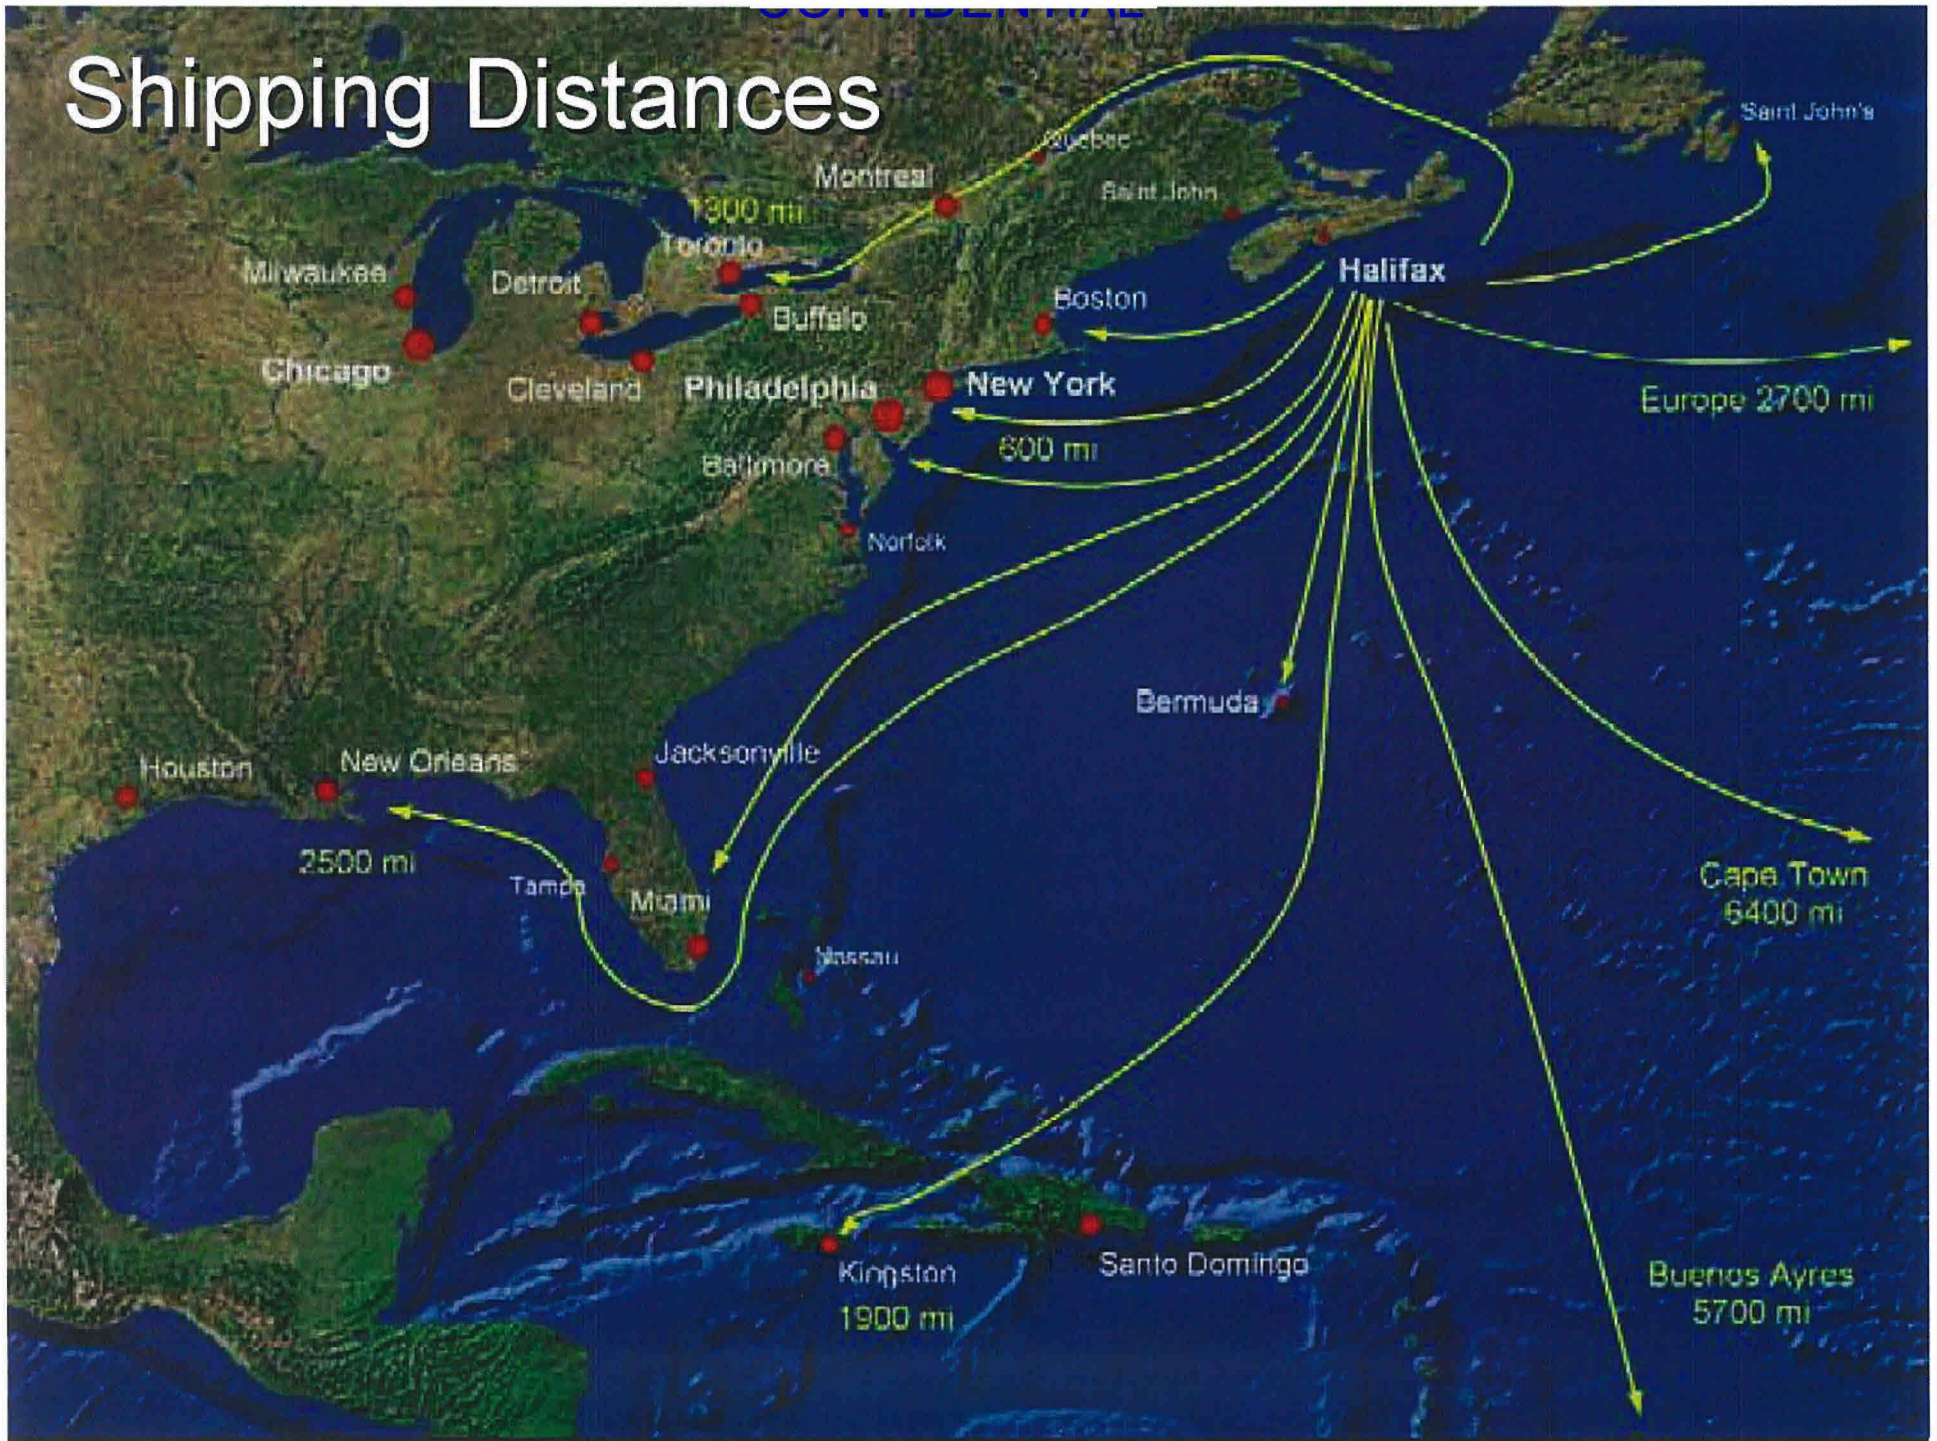 CONFIDENTIAL
Shipping Distances
Saint John's
Quebec
Montreal
Saint John
1300 mi
Toronto
Halifax
Milwaukee
Detroit
Boston
Buffalo
Chicago
Cleveland
Philadelphia
New York
Europe 2700 mi
600 mi
Baltimore
Norfolk
Bermuda
Jacksonville
Houston
New Orleans
2500 mi
Tampa
Miami
Cape Town
6400 mi
Nassau
Kingston
1900 mi
Santo Domingo
Buenos Ayres
5700 mi